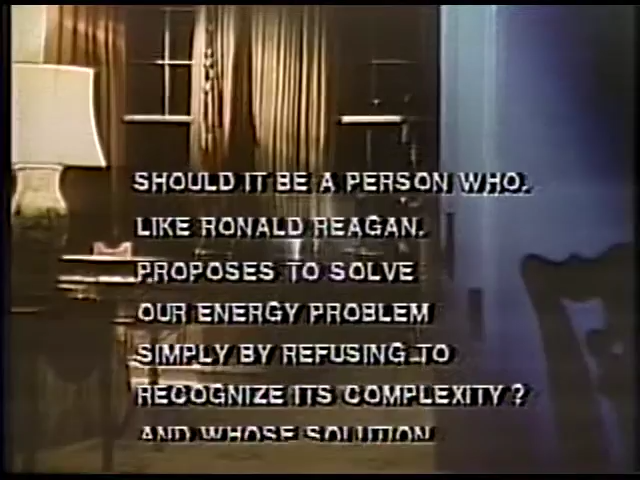 SHOULD IT BE A PERSON WHO,
LIKE RONALD REAGAN,
PROPOSES TO SOLVE
OUR ENERGY PROBLEM
SIMPLY BY REFUSING TO
RECOGNIZE ITS COMPLEXITY?
AND WHOSE SOLUTION